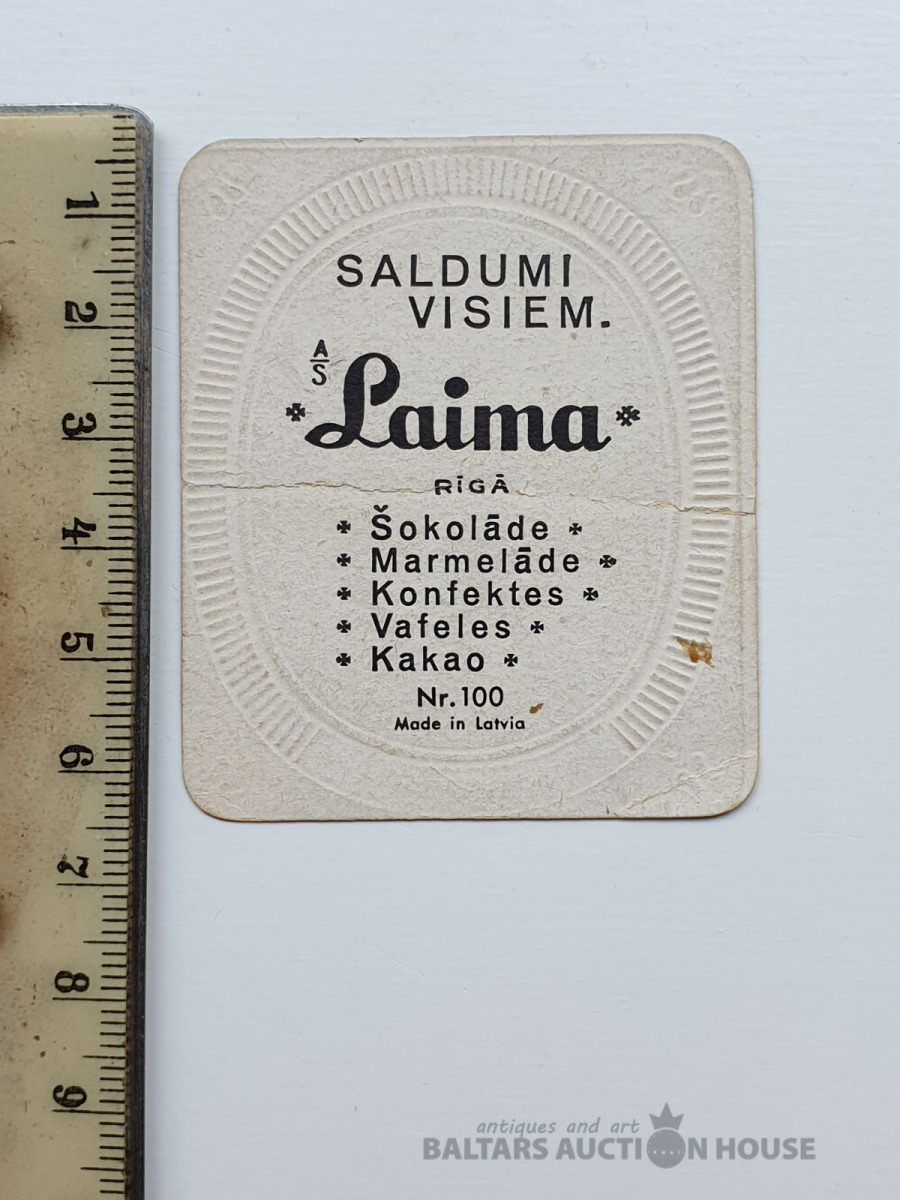 SALDUMI
VISIEM.
A/S
Laima
RĪGĀ
Šokolāde
Marmelāde
Konfektes
Vafeles
Kakao
Nr. 100
Made in Latvia
1
2
3
4
5
6
7
8
9
antiques and art
BALTARS AUCTION HOUSE